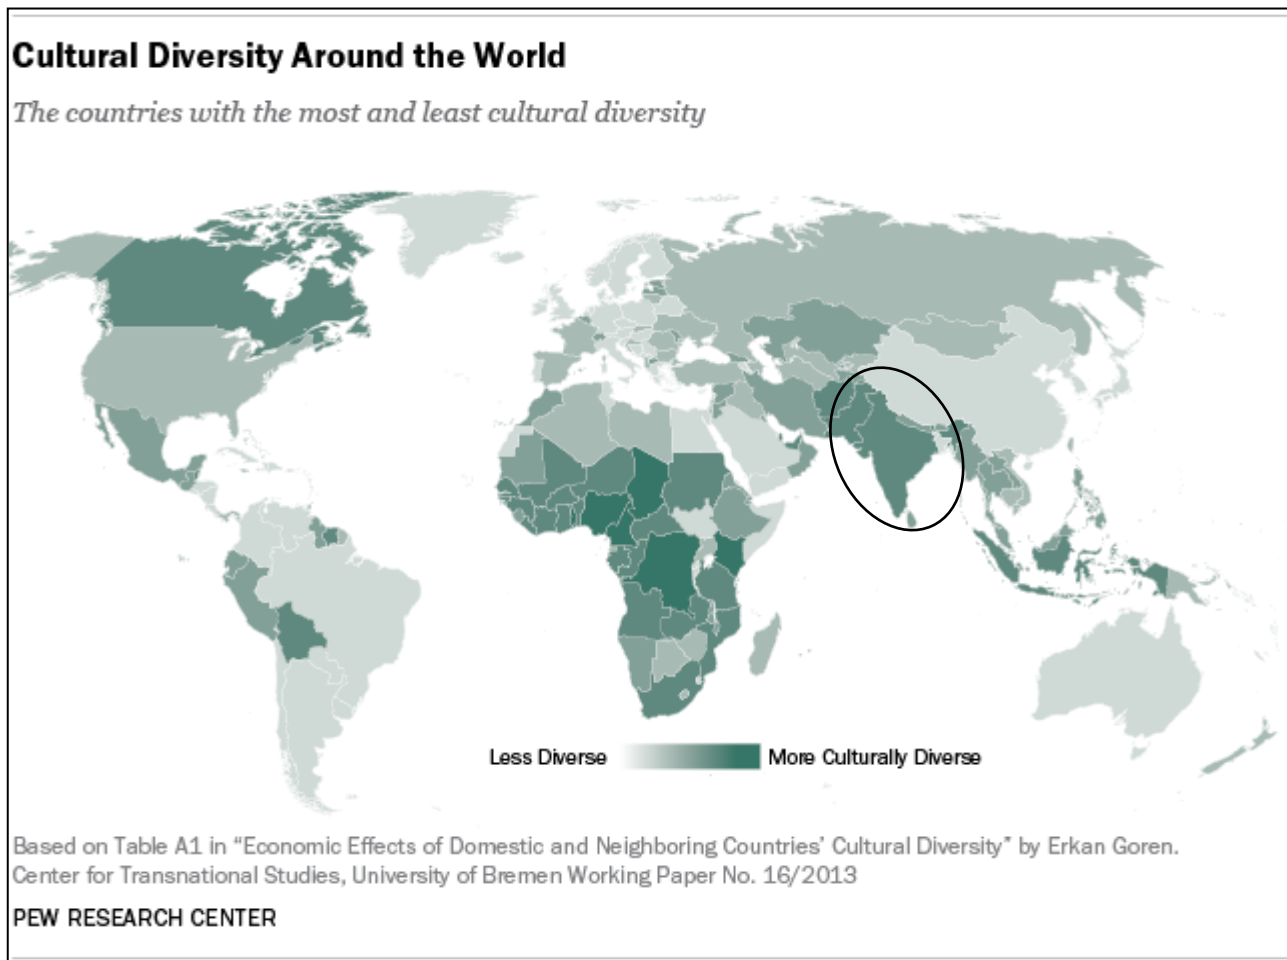 Cultural Diversity Around the World
The countries with the most and least cultural diversity
Less Diverse
More Culturally Diverse
Based on Table A1 in “Economic Effects of Domestic and Neighboring Countries’ Cultural Diversity” by Erkan Goren.
Center for Transnational Studies, University of Bremen Working Paper No. 16/2013
PEW RESEARCH CENTER